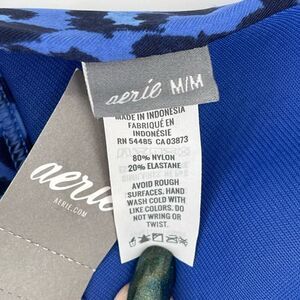 aerie M/M
MADE IN INDONESIA
FABRIQUÉ EN
INDONÉSIE
RN 54485 CA 03873
80% NYLON
20% ELASTANE
AVOID ROUGH
SURFACES. HAND
WASH COLD WITH
LIKE COLORS. DO
NOT WRING OR
TWIST.
aerie
AERIE.COM